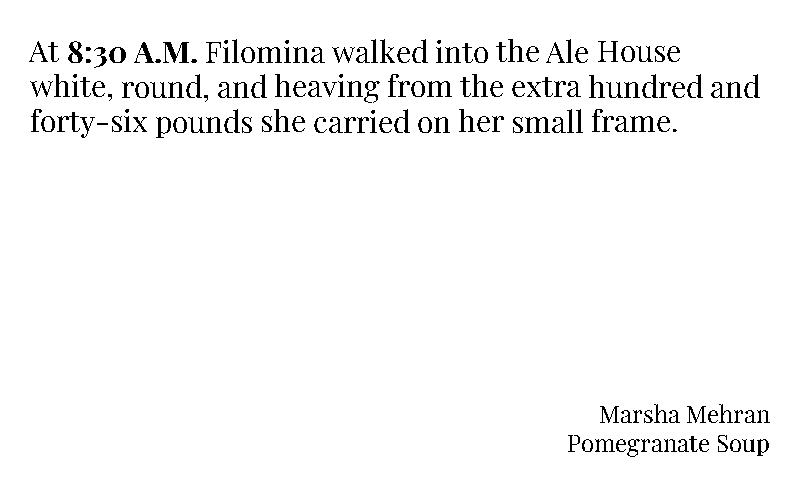 At 8:30 A.M. Filomina walked into the Ale House
white, round, and heaving from the extra hundred and
forty-six pounds she carried on her small frame.
Marsha Mehran
Pomegranate Soup